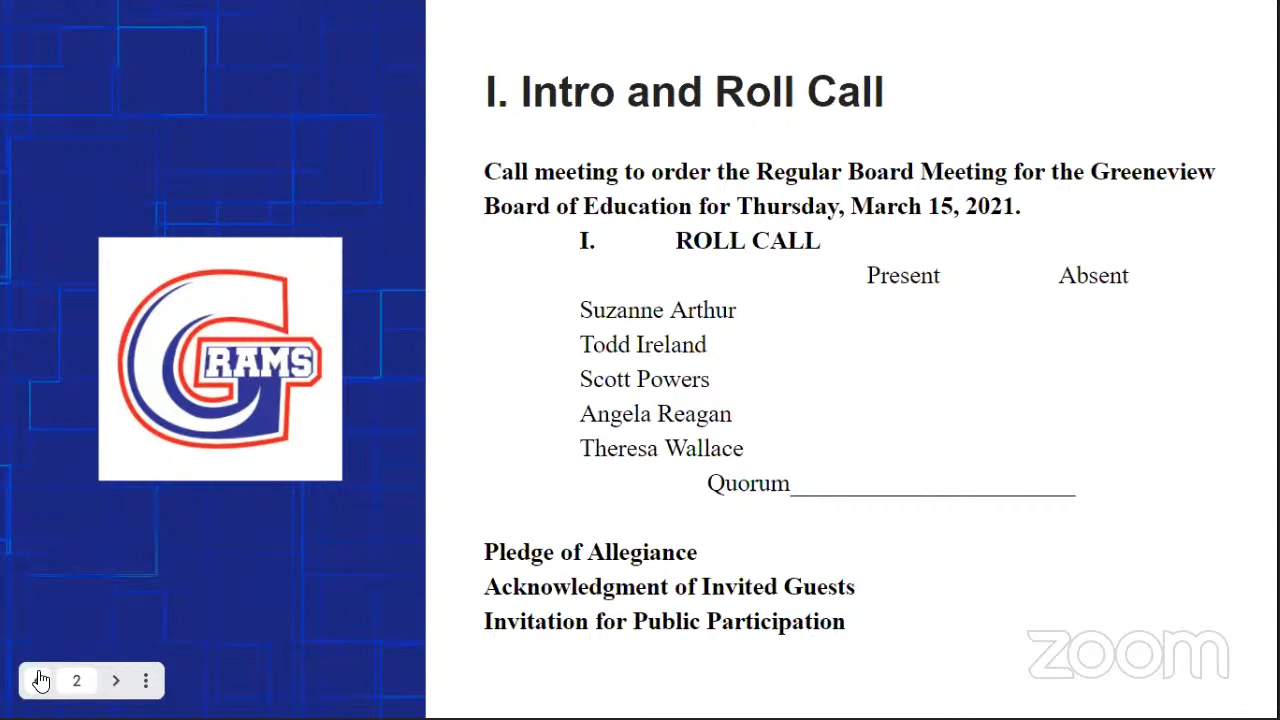 I. Intro and Roll Call
Call meeting to order the Regular Board Meeting for the Greeneview
Board of Education for Thursday, March 15, 2021.
I. ROLL CALL
Present Absent
Suzanne Arthur
Todd Ireland
Scott Powers
Angela Reagan
Theresa Wallace
Quorum_______________________
Pledge of Allegiance
Acknowledgment of Invited Guests
Invitation for Public Participation
G RAMS
zoom
2